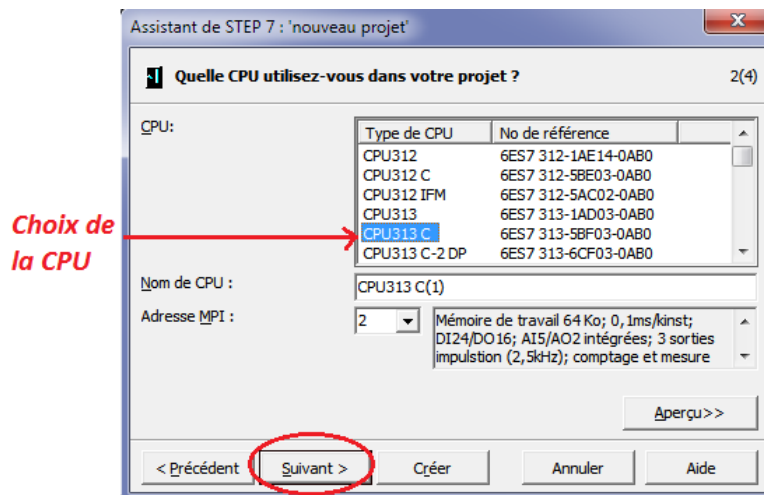 Assistant de STEP 7 : 'nouveau projet'
Quelle CPU utilisez-vous dans votre projet ? 2(4)
CPU:
Type de CPU No de référence
CPU312 6ES7 312-1AE14-0AB0
CPU312 C 6ES7 312-5BE03-0AB0
CPU312 IFM 6ES7 312-5AC02-0AB0
CPU313 6ES7 313-1AD03-0AB0
CPU313 C 6ES7 313-5BF03-0AB0
CPU313 C-2 DP 6ES7 313-6CF03-0AB0
Choix de
la CPU
Nom de CPU : CPU313 C(1)
Adresse MPI : 2
Mémoire de travail 64 Ko; 0,1ms/kinst;
DI24/DO16; AI5/AO2 intégrées; 3 sorties
impulstion (2,5kHz); comptage et mesure
Aperçu>>
< Précédent Suivant > Créer Annuler Aide